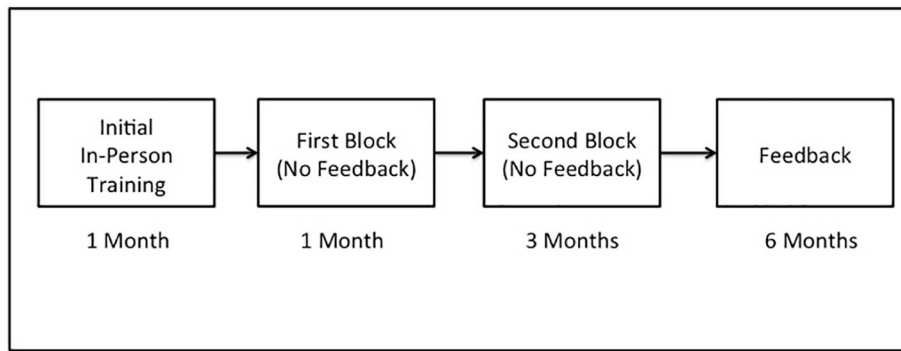 Initial
In-Person
Training
First Block
(No Feedback)
Second Block
(No Feedback)
Feedback
1 Month
1 Month
3 Months
6 Months